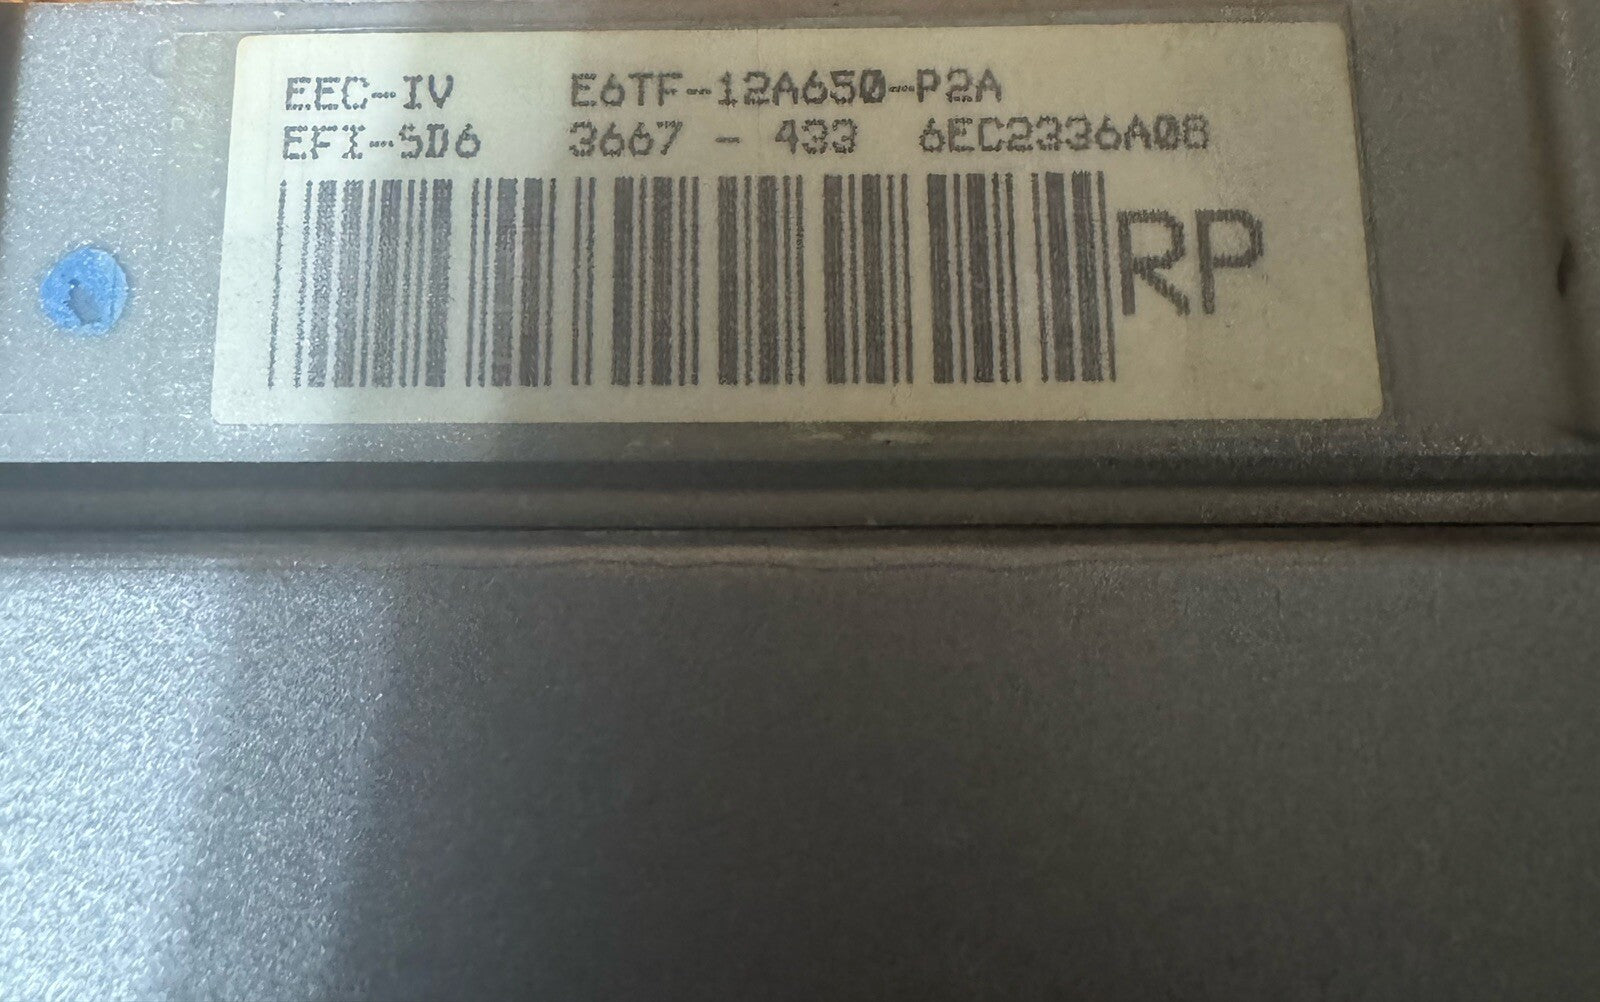 EEC-IV E6TF-12A650-P2A
EFI-SD6 3667 - 433 6EC2336A08
RP